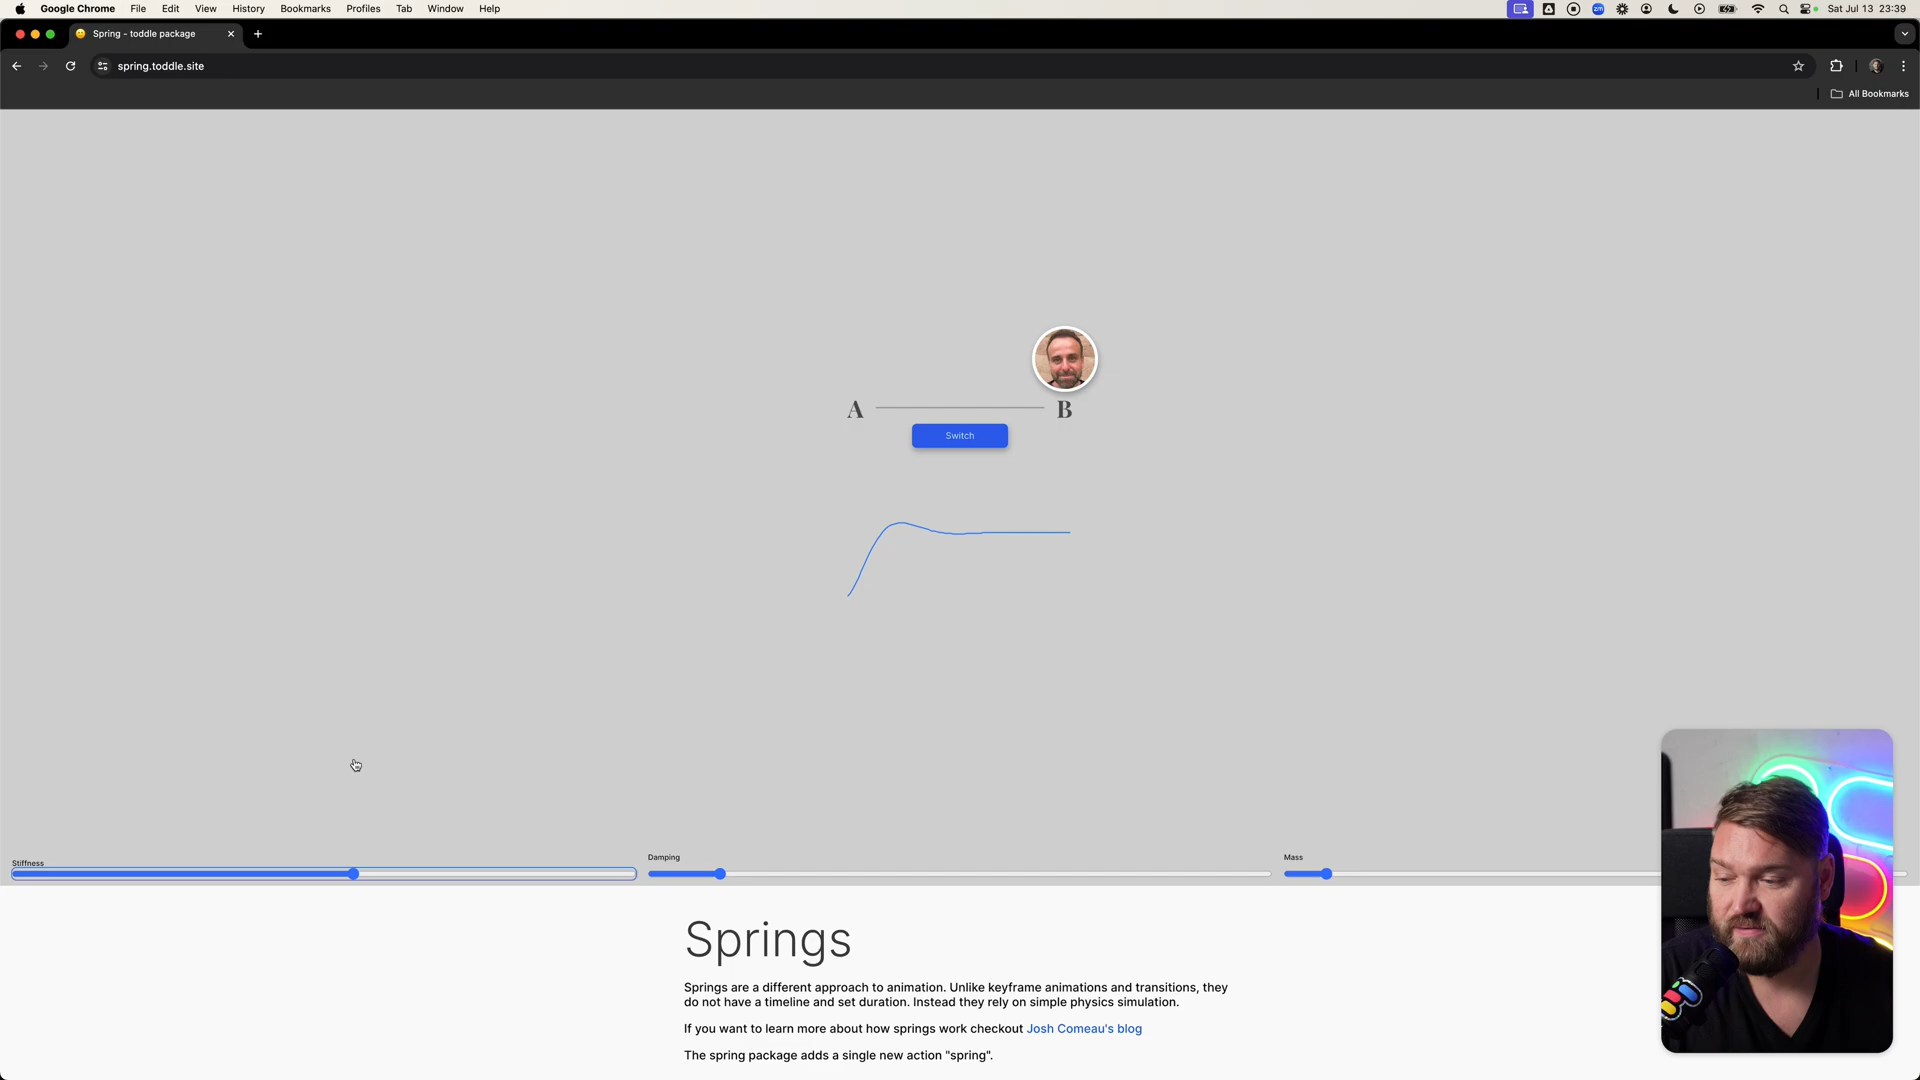 Google Chrome File Edit View History Bookmarks Profiles Tab Window Help
zm
Sat Jul 13 23:39
Spring - toddle package
spring.toddle.site
All Bookmarks
A B
Switch
Stiffness
Damping
Mass
Springs
Springs are a different approach to animation. Unlike keyframe animations and transitions, they
do not have a timeline and set duration. Instead they rely on simple physics simulation.
If you want to learn more about how springs work checkout Josh Comeau's blog
The spring package adds a single new action "spring".